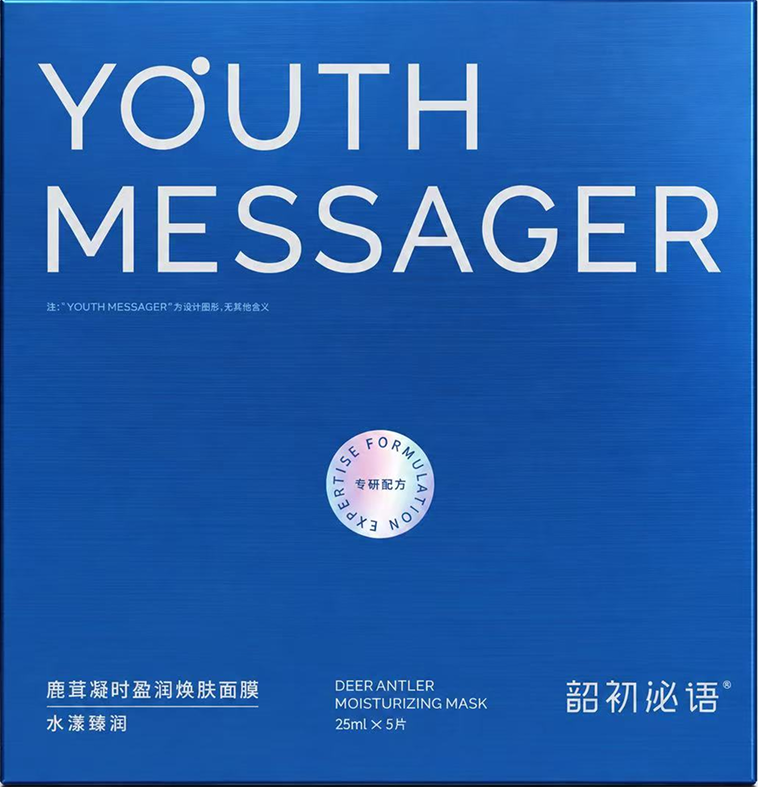 YOUTH
MESSAGER
注:"YOUTH MESSAGER"为设计图形,无其他含义
EXPERTISE FORMULATION
专研配方
鹿茸凝时盈润焕肤面膜
水漾臻润
DEER ANTLER
MOISTURIZING MASK
25ml×5片
韶初泌语®